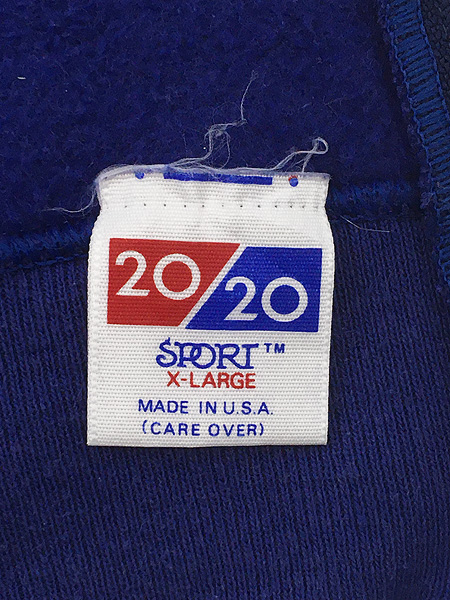 20/20
SPORT™
X-LARGE
MADE IN U.S.A.
(CARE OVER)